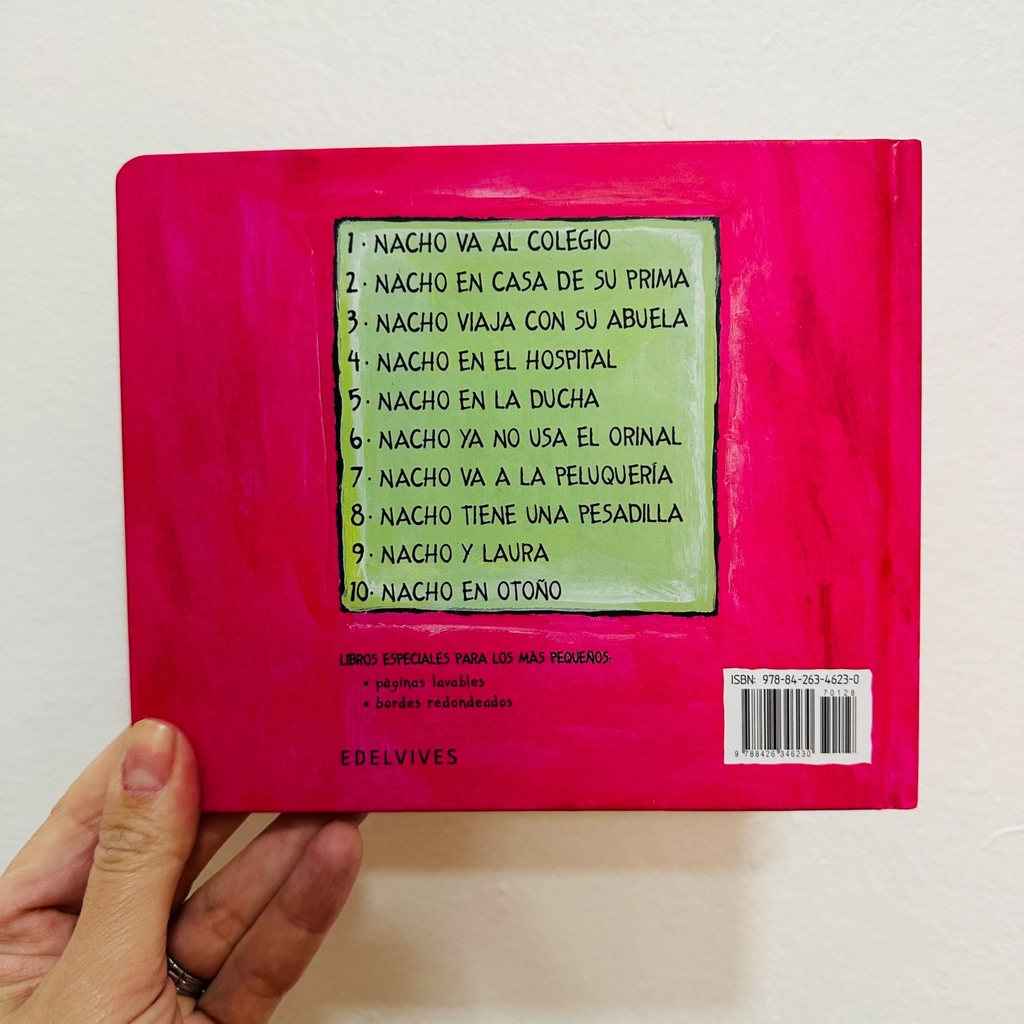 1· NACHO VA AL COLEGIO
2· NACHO EN CASA DE SU PRIMA
3· NACHO VIAJA CON SU ABUELA
4· NACHO EN EL HOSPITAL
5· NACHO EN LA DUCHA
6· NACHO YA NO USA EL ORINAL
7· NACHO VA A LA PELUQUERÍA
8· NACHO TIENE UNA PESADILLA
9· NACHO Y LAURA
10· NACHO EN OTOÑO
LIBROS ESPECIALES PARA LOS MÁS PEQUEÑOS:
• páginas lavables
• bordes redondeados
EDELVIVES
ISBN: 978-84-263-4623-0
70128
9 788426 346230